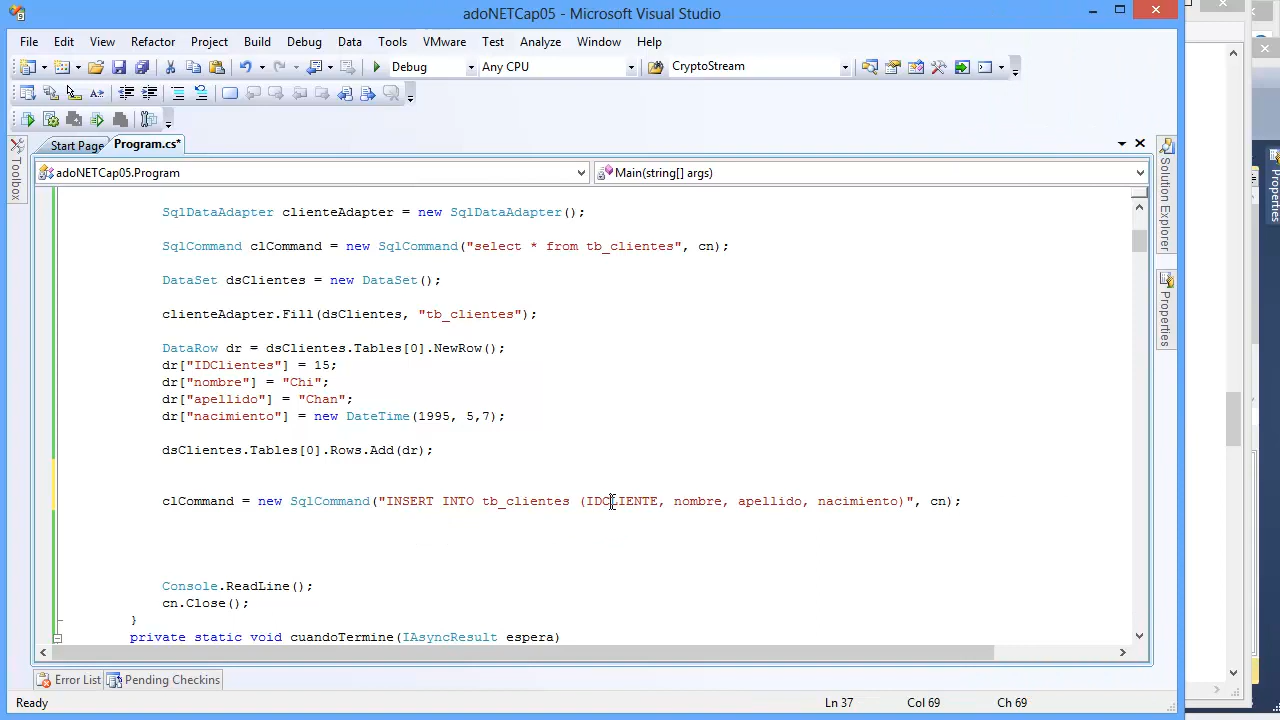 adoNETCap05 - Microsoft Visual Studio
File Edit View Refactor Project Build Debug Data Tools VMware Test Analyze Window Help
Debug Any CPU CryptoStream
Start Page Program.cs*
adoNETCap05.Program Main(string[] args)
Toolbox
Solution Explorer
Properties
Properties
SqlDataAdapter clienteAdapter = new SqlDataAdapter();
SqlCommand clCommand = new SqlCommand("select * from tb_clientes", cn);
DataSet dsClientes = new DataSet();
clienteAdapter.Fill(dsClientes, "tb_clientes");
DataRow dr = dsClientes.Tables[0].NewRow();
dr["IDClientes"] = 15;
dr["nombre"] = "Chi";
dr["apellido"] = "Chan";
dr["nacimiento"] = new DateTime(1995, 5,7);
dsClientes.Tables[0].Rows.Add(dr);
clCommand = new SqlCommand("INSERT INTO tb_clientes (IDCLIENTE, nombre, apellido, nacimiento)", cn);
Console.ReadLine();
cn.Close();
}
private static void cuandoTermine(IAsyncResult espera)
Error List Pending Checkins
Ready Ln 37 Col 69 Ch 69